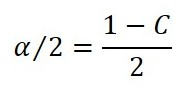 α/2 = (1 − C)/2